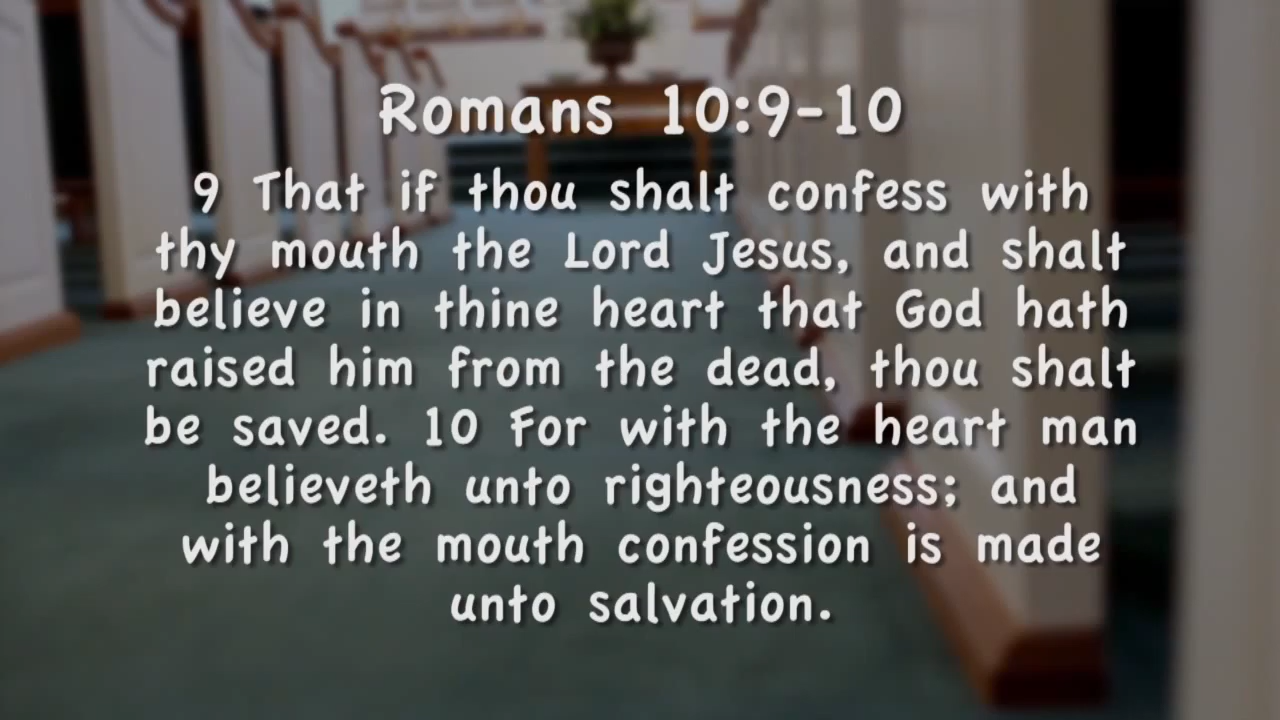 Romans 10:9-10
9 That if thou shalt confess with
thy mouth the Lord Jesus, and shalt
believe in thine heart that God hath
raised him from the dead, thou shalt
be saved. 10 For with the heart man
believeth unto righteousness; and
with the mouth confession is made
unto salvation.